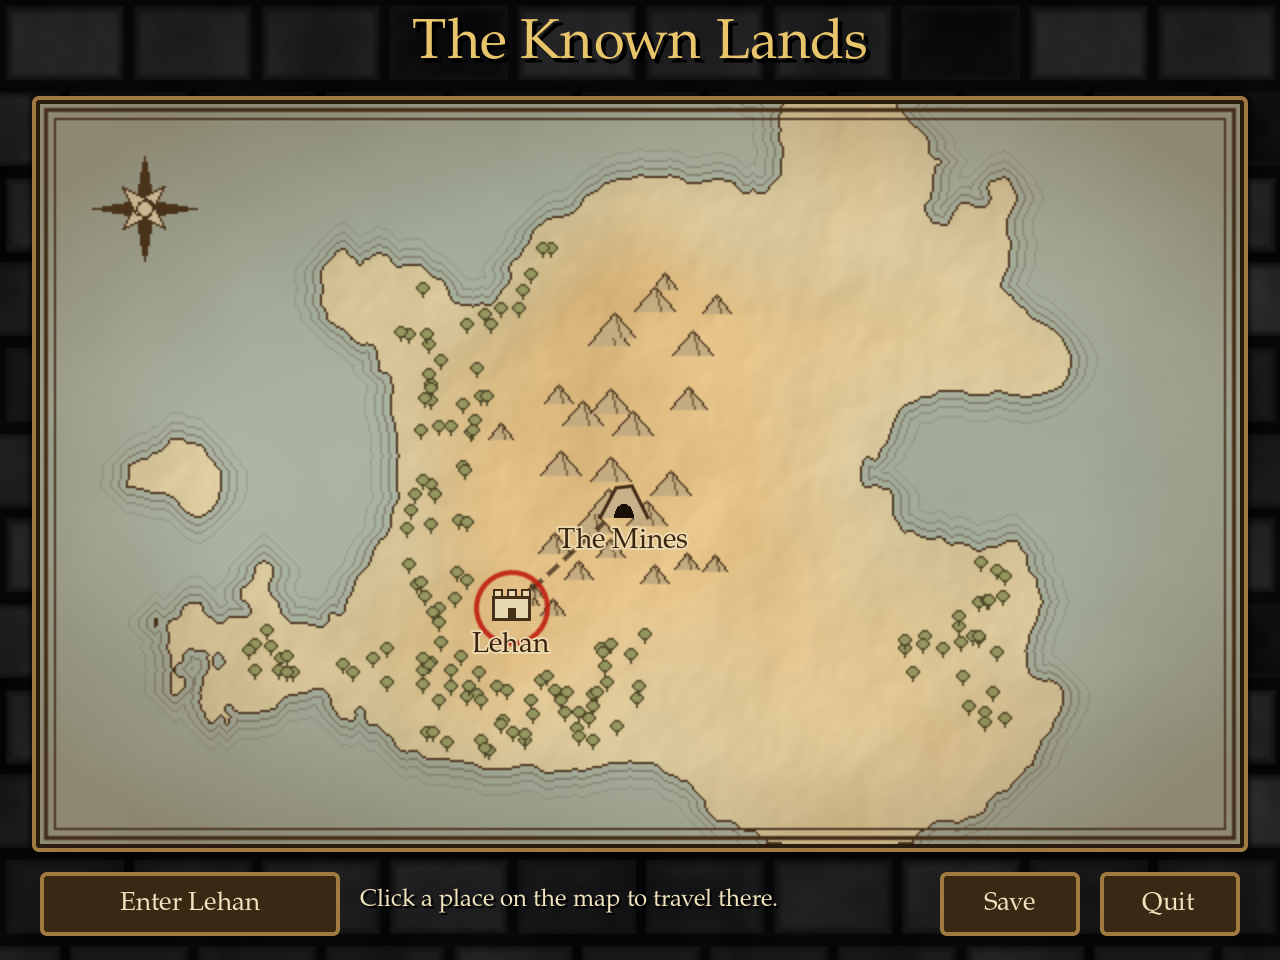 The Known Lands
The Mines
Lehan
Enter Lehan
Click a place on the map to travel there.
Save
Quit